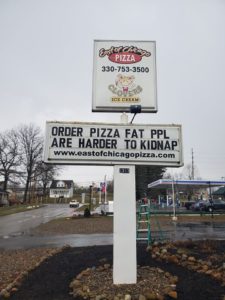 East of Chicago
PIZZA
330-753-3500
CLOVERS
ICE CREAM
ORDER PIZZA FAT PPL
ARE HARDER TO KIDNAP
www.eastofchicagopizza.com